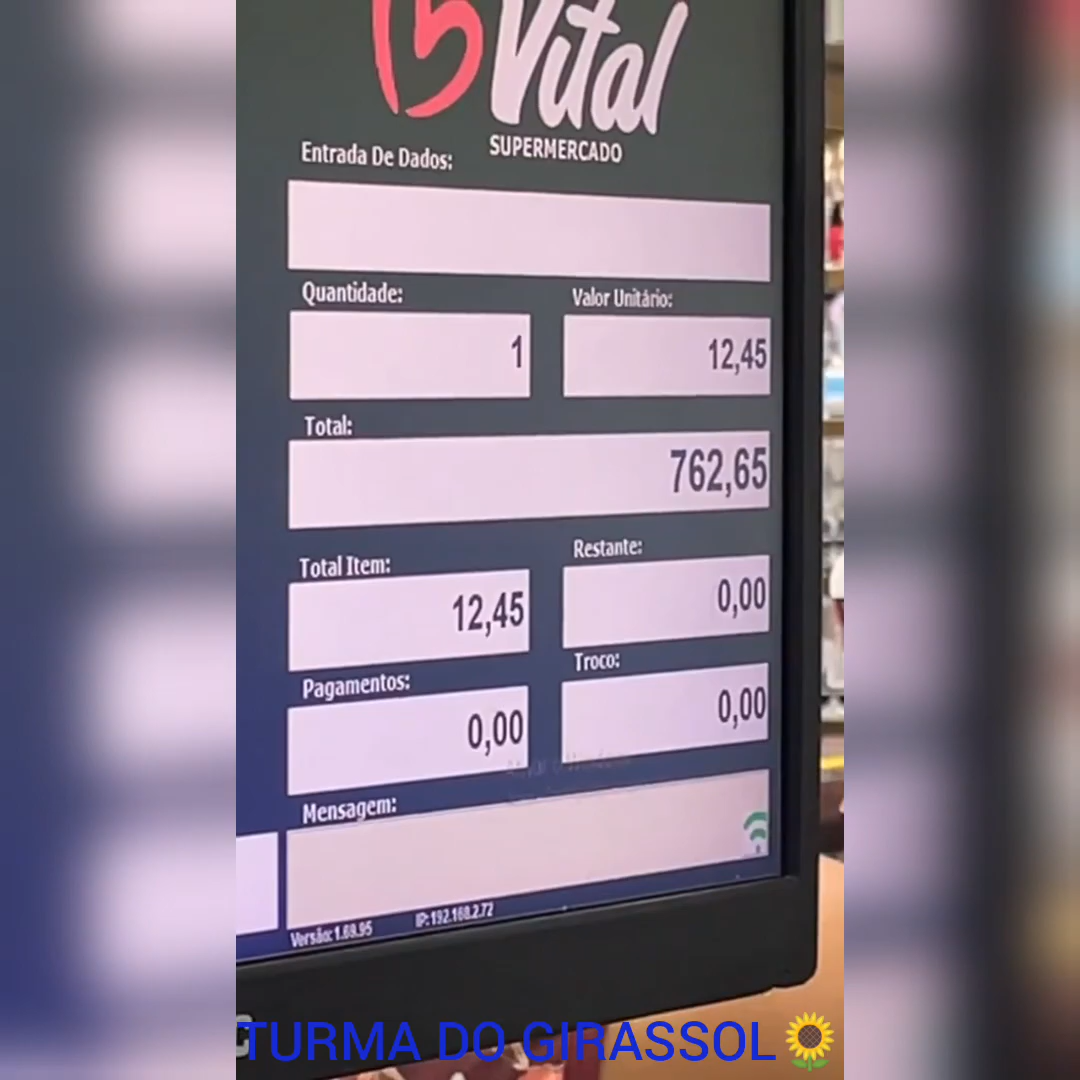 Vital
SUPERMERCADO
Entrada De Dados:
Quantidade: Valor Unitário:
1 12,45
Total:
762,65
Total Item: Restante:
12,45 0,00
Pagamentos: Troco:
0,00 0,00
Mensagem:
Versão: 1.69.95 IP: 192.168.2.72
TURMA DO GIRASSOL🌻